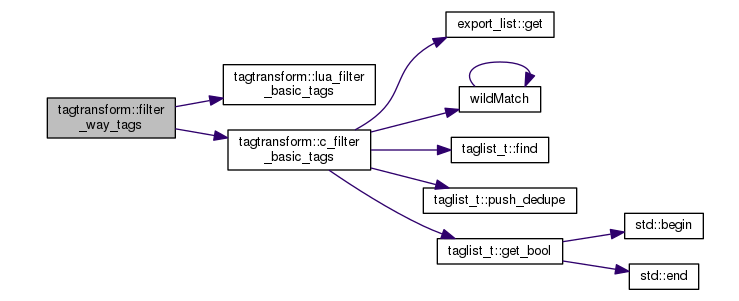 tagtransform::filter
_way_tags
tagtransform::lua_filter
_basic_tags
tagtransform::c_filter
_basic_tags
export_list::get
wildMatch
taglist_t::find
taglist_t::push_dedupe
taglist_t::get_bool
std::begin
std::end